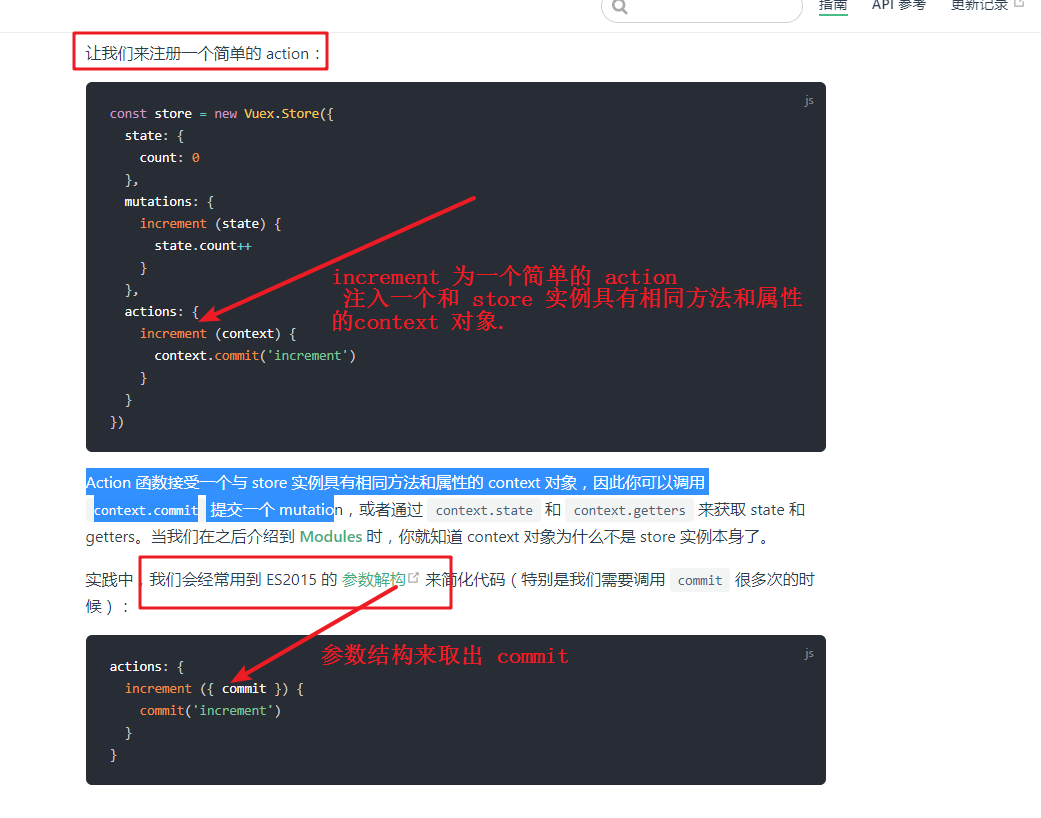 指南 API 参考 更新记录
让我们来注册一个简单的 action：
js
const store = new Vuex.Store({
  state: {
    count: 0
  },
  mutations: {
    increment (state) {
      state.count++
    }
  },
  actions: {
    increment (context) {
      context.commit('increment')
    }
  }
})
increment 为一个简单的 action
注入一个和 store 实例具有相同方法和属性
的context 对象.
Action 函数接受一个与 store 实例具有相同方法和属性的 context 对象，因此你可以调用
context.commit 提交一个 mutation，或者通过 context.state 和 context.getters 来获取 state 和
getters。当我们在之后介绍到 Modules 时，你就知道 context 对象为什么不是 store 实例本身了。
实践中，我们会经常用到 ES2015 的 参数解构 来简化代码（特别是我们需要调用 commit 很多次的时
候）：
参数结构来取出 commit
js
actions: {
  increment ({ commit }) {
    commit('increment')
  }
}